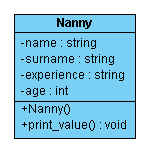 Nanny
-name : string
-surname : string
-experience : string
-age : int
+Nanny()
+print_value() : void